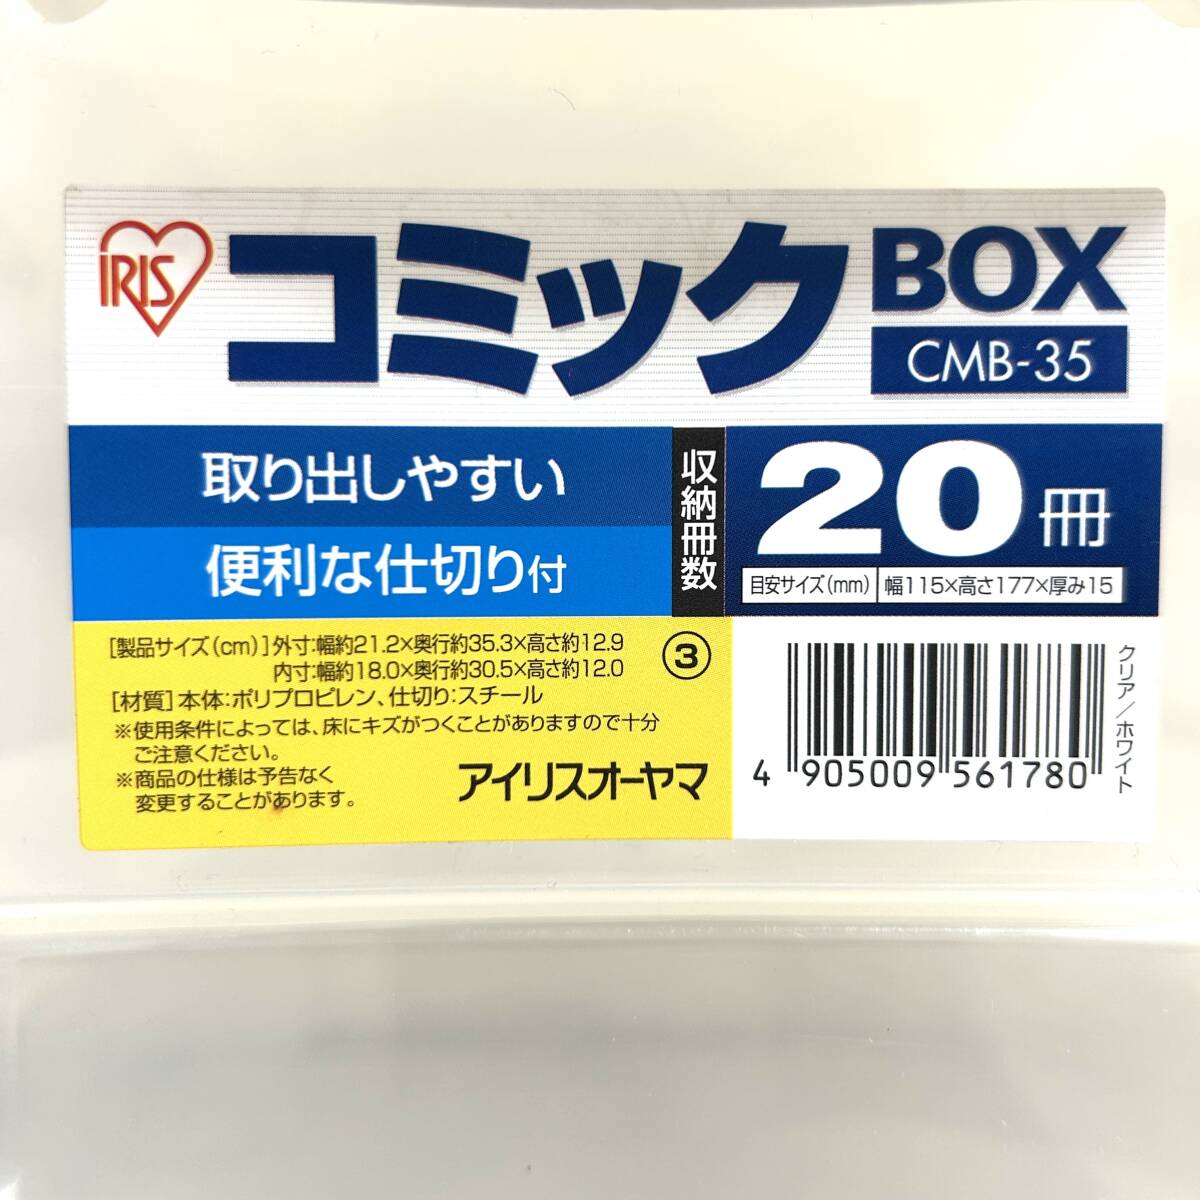 IRIS
コミック
BOX
CMB-35
取り出しやすい
便利な仕切り付
収納冊数
20冊
目安サイズ(mm) 幅115×高さ177×厚み15
[製品サイズ(cm)]外寸:幅約21.2×奥行約35.3×高さ約12.9
内寸:幅約18.0×奥行約30.5×高さ約12.0
③
[材質]本体:ポリプロピレン、仕切り:スチール
※使用条件によっては、床にキズがつくことがありますので十分
ご注意ください。
※商品の仕様は予告なく
変更することがあります。
アイリスオーヤマ
4 905009 561780
クリア/ホワイト